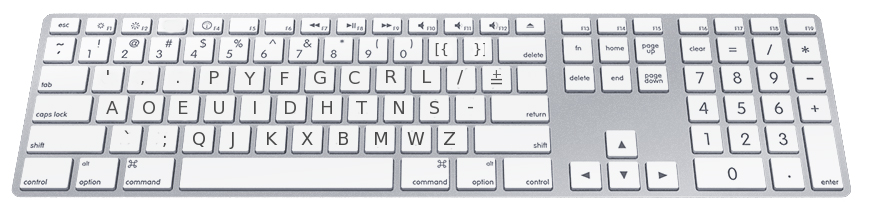 esc F1 F2 F4 F5 F6 F7 F8 F9 F10 F11 F12 F13 F14 F15 F16 F17 F18 F19
~ ` ! 1 @ 2 # 3 $ 4 % 5 ^ 6 & 7 * 8 ( 9 ) 0 [{ }] delete fn home page up clear = / *
tab ' , . P Y F G C R L / + = delete end page down 7 8 9 -
caps lock A O E U I D H T N S - return 4 5 6 +
shift ` ; Q J K X B M W Z shift 1 2 3
control alt option ⌘ command ⌘ command alt option control 0 . enter